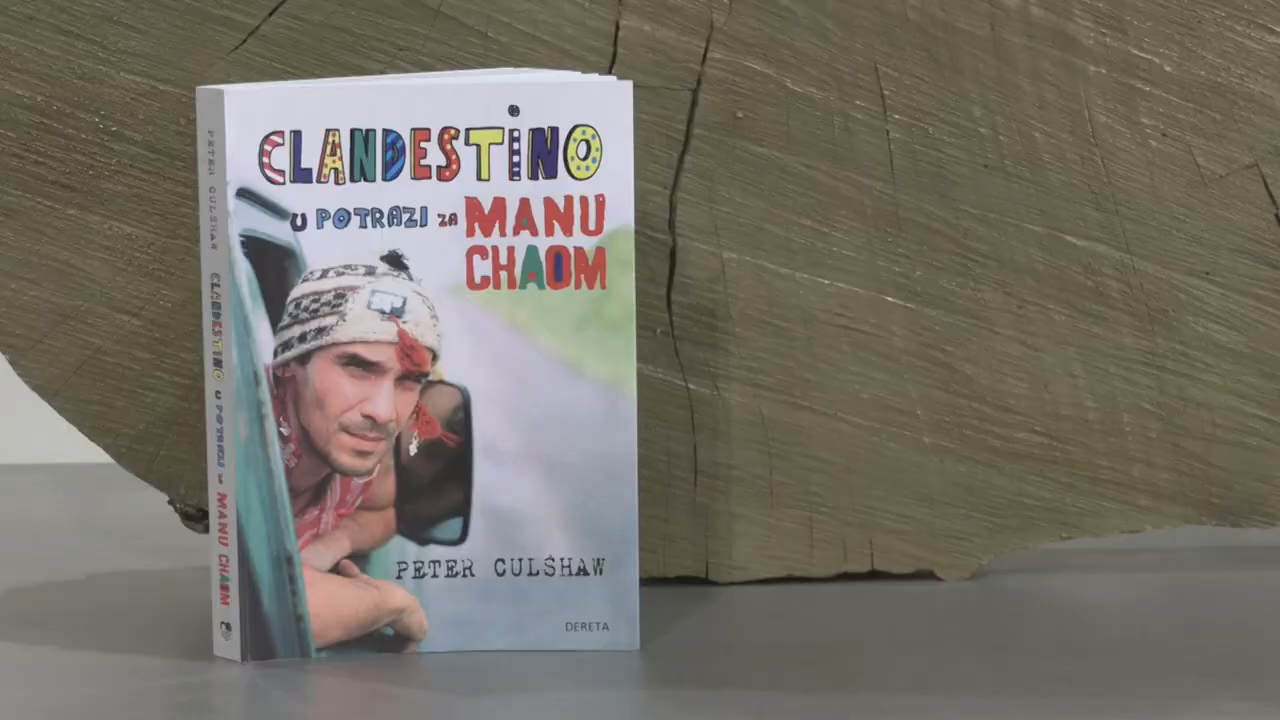 CLANDESTINO
U POTRAZI ZA MANU
CHAOM
PETER CULSHAW
DERETA
PETER CULSHAW CLANDESTINO U POTRAZI ZA MANU CHAOM